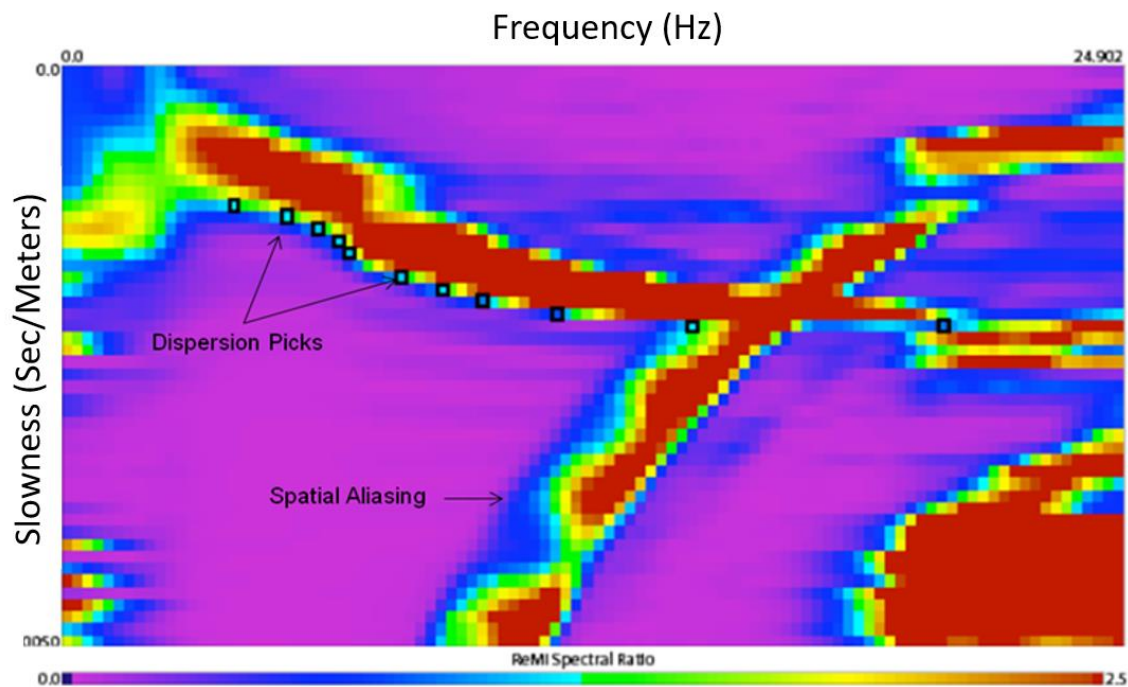 Frequency (Hz)
0.0
24.902
0.0
Slowness (Sec/Meters)
Dispersion Picks
Spatial Aliasing
0050
ReMi Spectral Ratio
0.0
2.5